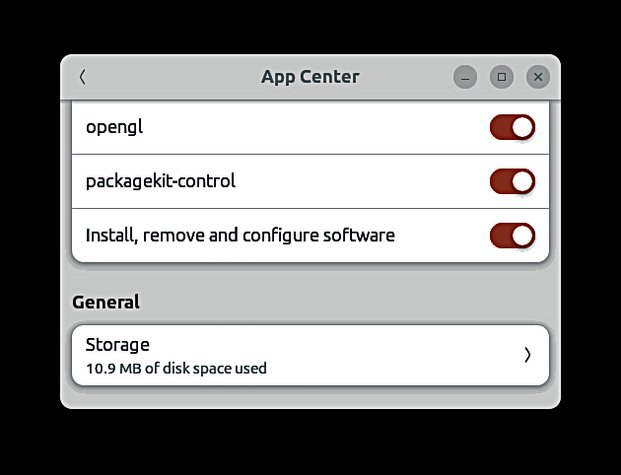 App Center
opengl
packagekit-control
Install, remove and configure software
General
Storage
10.9 MB of disk space used